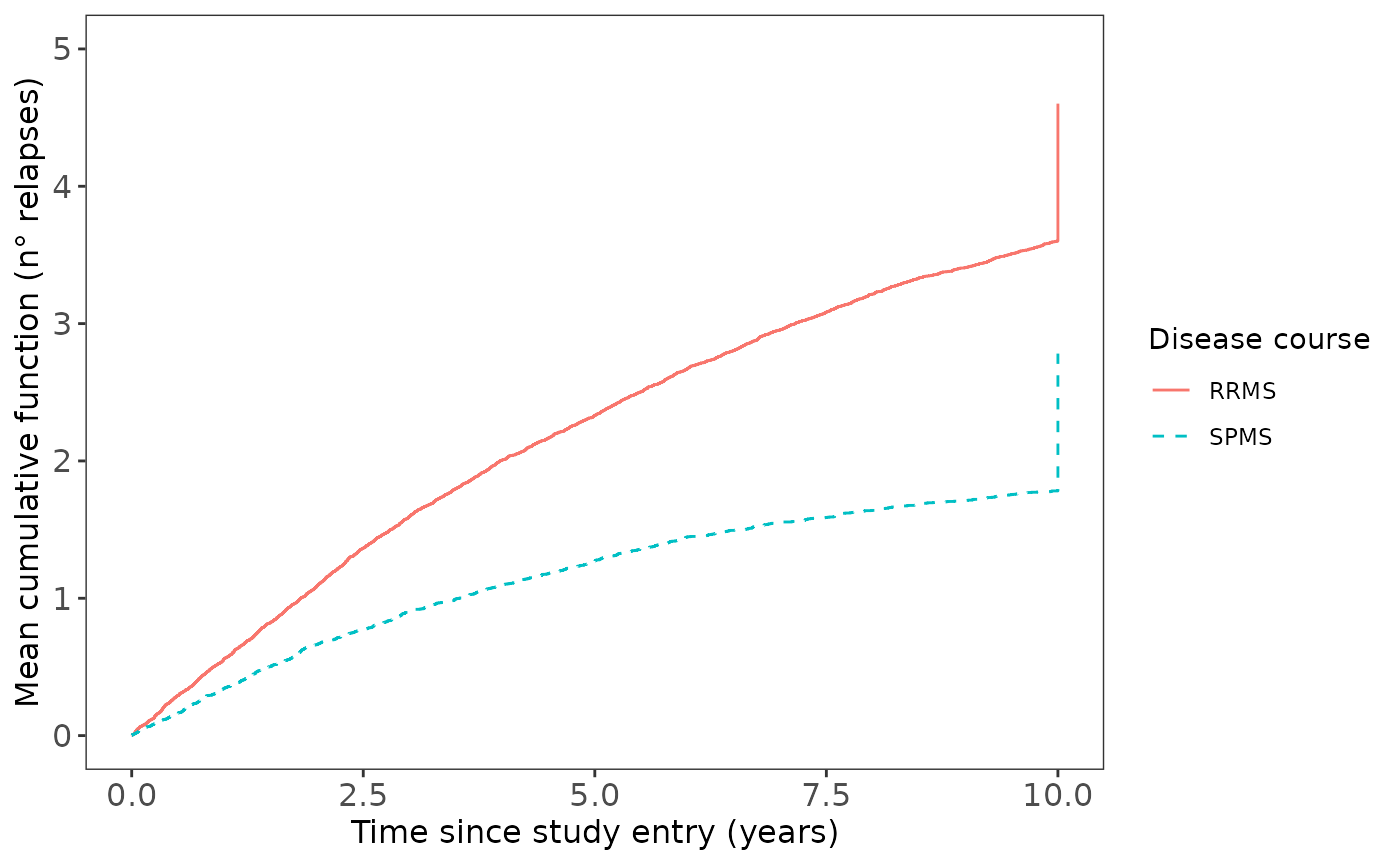 Mean cumulative function (n° relapses)
5
4
3
2
1
0
0.0 2.5 5.0 7.5 10.0
Time since study entry (years)
Disease course
RRMS
SPMS